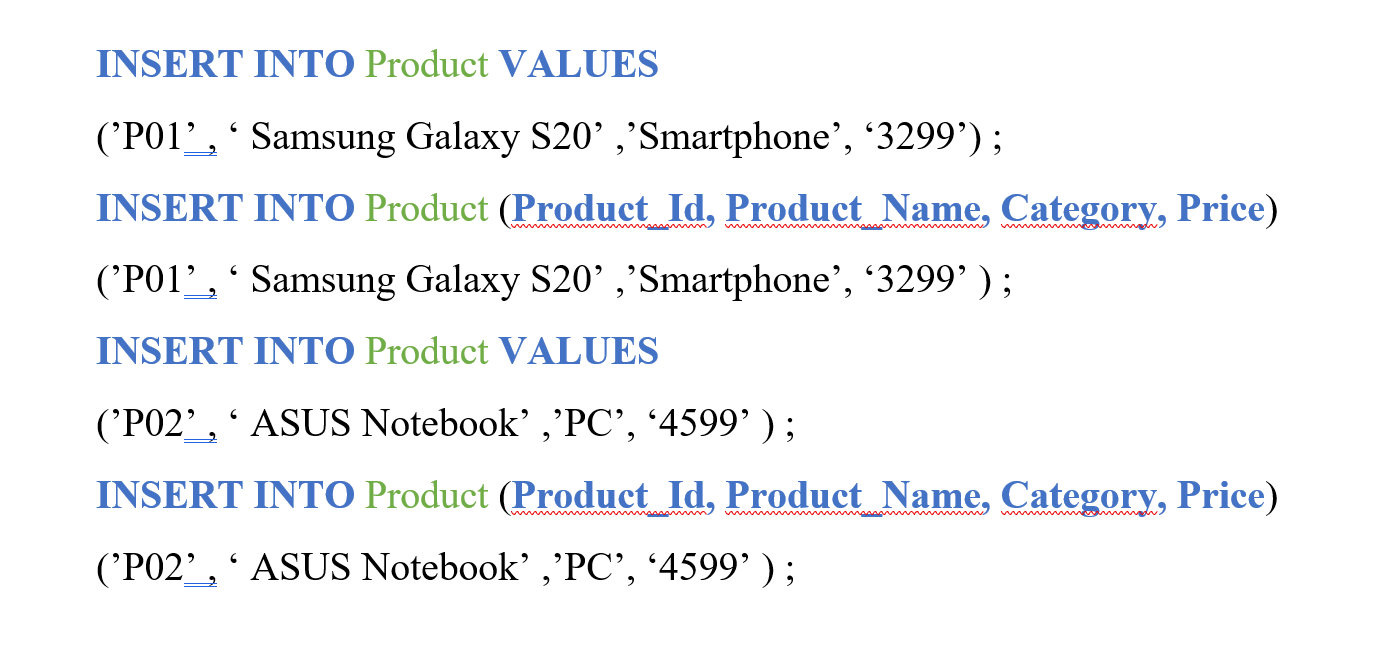 INSERT INTO Product VALUES
(’P01’ , ‘ Samsung Galaxy S20’ ,’Smartphone’, ‘3299’) ;
INSERT INTO Product (Product_Id, Product_Name, Category, Price)
(’P01’ , ‘ Samsung Galaxy S20’ ,’Smartphone’, ‘3299’ ) ;
INSERT INTO Product VALUES
(’P02’ , ‘ ASUS Notebook’ ,’PC’, ‘4599’ ) ;
INSERT INTO Product (Product_Id, Product_Name, Category, Price)
(’P02’ , ‘ ASUS Notebook’ ,’PC’, ‘4599’ ) ;